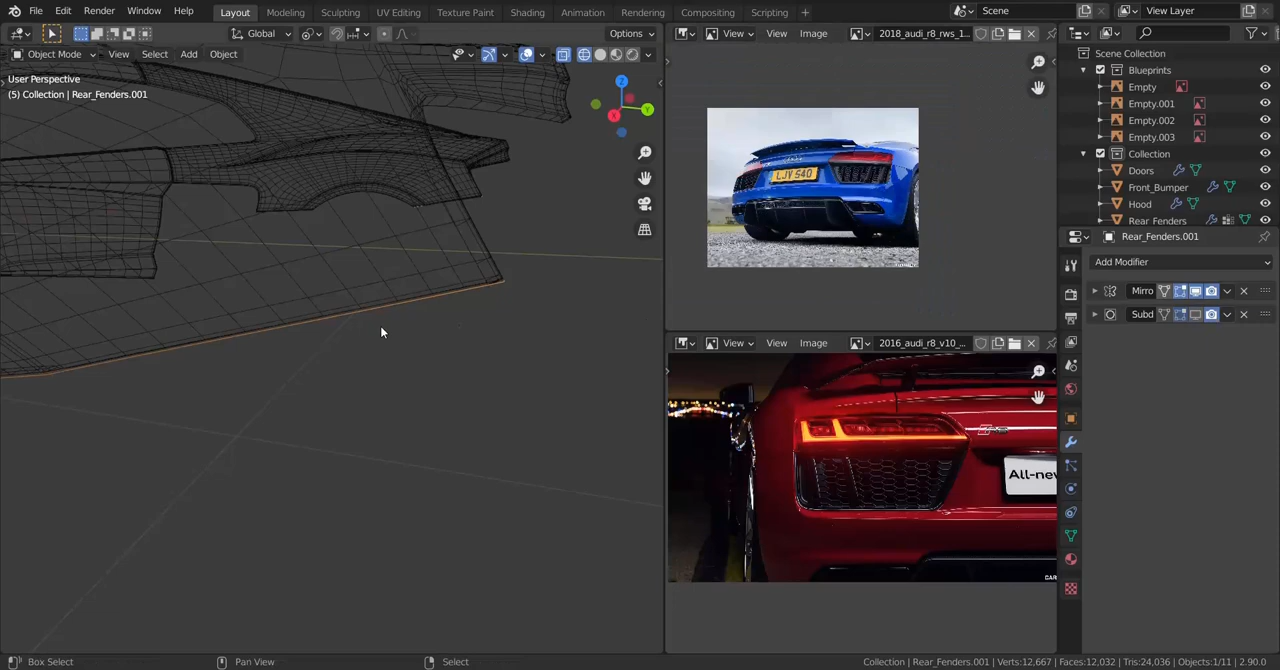 File Edit Render Window Help
Layout Modeling Sculpting UV Editing Texture Paint Shading Animation Rendering Compositing Scripting +
Scene
View Layer
Global
Options
Object Mode View Select Add Object
User Perspective
(5) Collection | Rear_Fenders.001
Z
Y
X
View View Image 2018_audi_r8_rws_1...
LJV 540
View View Image 2016_audi_r8_v10_...
All-new
CAR
Scene Collection
Blueprints
Empty
Empty.001
Empty.002
Empty.003
Collection
Doors
Front_Bumper
Hood
Rear_Fenders
Rear_Fenders.001
Add Modifier
Mirro
Subd
Box Select
Pan View
Select
Collection | Rear_Fenders.001 | Verts:12,667 | Faces:12,032 | Tris:24,036 | Objects:1/11 | 2.90.0